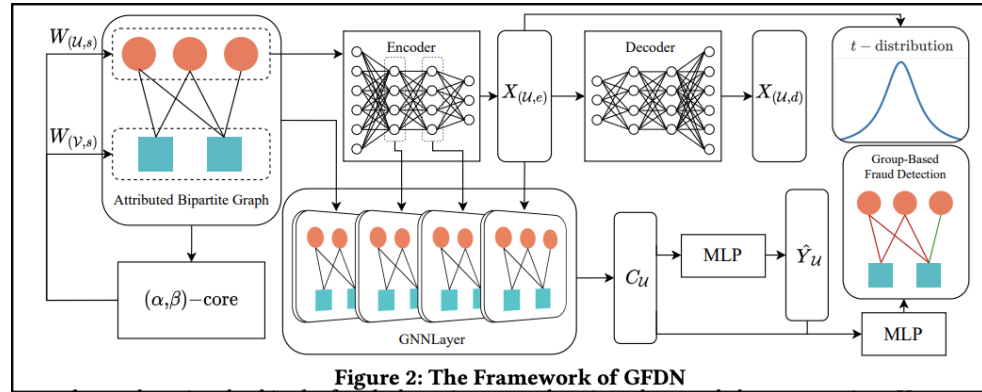 W(𝒰,s)
W(𝒱,s)
Attributed Bipartite Graph
(α,β)−core
Encoder
X(𝒰,e)
Decoder
X(𝒰,d)
t − distribution
Group-Based
Fraud Detection
GNNLayer
C𝒰
MLP
Ŷ𝒰
MLP
Figure 2: The Framework of GFDN